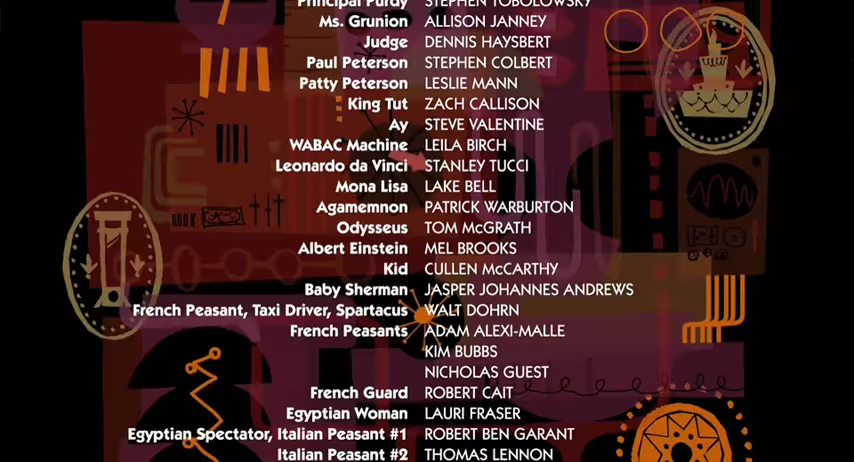 Principal Purdy STEPHEN TOBOLOWSKY
Ms. Grunion ALLISON JANNEY
Judge DENNIS HAYSBERT
Paul Peterson STEPHEN COLBERT
Patty Peterson LESLIE MANN
King Tut ZACH CALLISON
Ay STEVE VALENTINE
WABAC Machine LEILA BIRCH
Leonardo da Vinci STANLEY TUCCI
Mona Lisa LAKE BELL
Agamemnon PATRICK WARBURTON
Odysseus TOM McGRATH
Albert Einstein MEL BROOKS
Kid CULLEN McCARTHY
Baby Sherman JASPER JOHANNES ANDREWS
French Peasant, Taxi Driver, Spartacus WALT DOHRN
French Peasants ADAM ALEXI-MALLE
KIM BUBBS
NICHOLAS GUEST
French Guard ROBERT CAIT
Egyptian Woman LAURI FRASER
Egyptian Spectator, Italian Peasant #1 ROBERT BEN GARANT
Italian Peasant #2 THOMAS LENNON